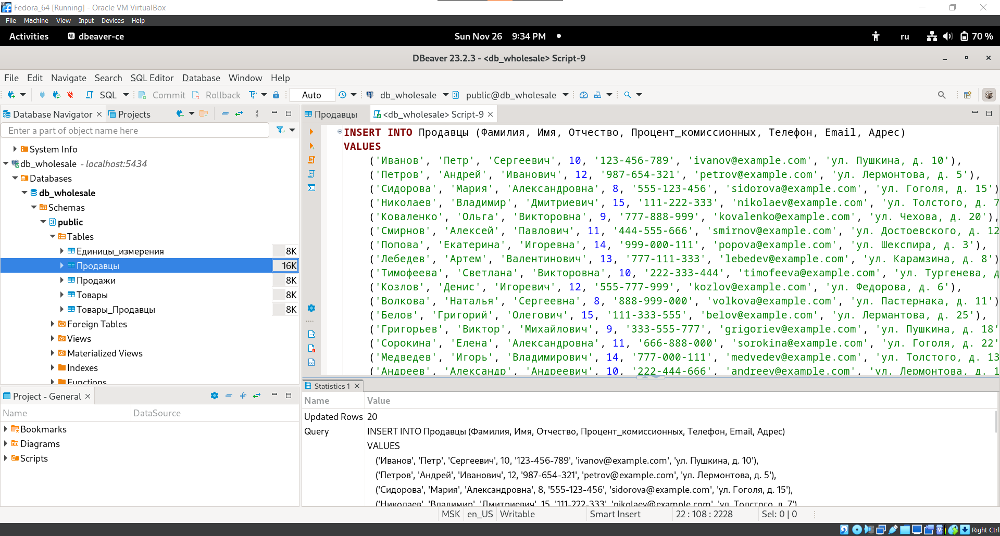 Fedora_64 [Running] - Oracle VM VirtualBox
File Machine View Input Devices Help
Activities dbeaver-ce Sun Nov 26 9:34 PM ru 70 %
DBeaver 23.2.3 - <db_wholesale> Script-9
File Edit Navigate Search SQL Editor Database Window Help
SQL Commit Rollback Auto db_wholesale public@db_wholesale
Database Navigator Projects
Enter a part of object name here
System Info
db_wholesale - localhost:5434
Databases
db_wholesale
Schemas
public
Tables
Единицы_измерения 8K
Продавцы 16K
Продажи 8K
Товары 8K
Товары_Продавцы 8K
Foreign Tables
Views
Materialized Views
Indexes
Functions
Project - General
Name DataSource
Bookmarks
Diagrams
Scripts
Продавцы <db_wholesale> Script-9
INSERT INTO Продавцы (Фамилия, Имя, Отчество, Процент_комиссионных, Телефон, Email, Адрес)
VALUES
('Иванов', 'Петр', 'Сергеевич', 10, '123-456-789', 'ivanov@example.com', 'ул. Пушкина, д. 10'),
('Петров', 'Андрей', 'Иванович', 12, '987-654-321', 'petrov@example.com', 'ул. Лермонтова, д. 5'),
('Сидорова', 'Мария', 'Александровна', 8, '555-123-456', 'sidorova@example.com', 'ул. Гоголя, д. 15')
('Николаев', 'Владимир', 'Дмитриевич', 15, '111-222-333', 'nikolaev@example.com', 'ул. Толстого, д. 7
('Коваленко', 'Ольга', 'Викторовна', 9, '777-888-999', 'kovalenko@example.com', 'ул. Чехова, д. 20'),
('Смирнов', 'Алексей', 'Павлович', 11, '444-555-666', 'smirnov@example.com', 'ул. Достоевского, д. 12
('Попова', 'Екатерина', 'Игоревна', 14, '999-000-111', 'popova@example.com', 'ул. Шекспира, д. 3'),
('Лебедев', 'Артем', 'Валентинович', 13, '777-111-333', 'lebedev@example.com', 'ул. Карамзина, д. 8')
('Тимофеева', 'Светлана', 'Викторовна', 10, '222-333-444', 'timofeeva@example.com', 'ул. Тургенева, д
('Козлов', 'Денис', 'Игоревич', 12, '555-777-999', 'kozlov@example.com', 'ул. Федорова, д. 6'),
('Волкова', 'Наталья', 'Сергеевна', 8, '888-999-000', 'volkova@example.com', 'ул. Пастернака, д. 11')
('Белов', 'Григорий', 'Олегович', 15, '111-333-555', 'belov@example.com', 'ул. Лермантова, д. 25'),
('Григорьев', 'Виктор', 'Михайлович', 9, '333-555-777', 'grigoriev@example.com', 'ул. Пушкина, д. 18'
('Сорокина', 'Елена', 'Александровна', 11, '666-888-000', 'sorokina@example.com', 'ул. Гоголя, д. 22'
('Медведев', 'Игорь', 'Владимирович', 14, '777-000-111', 'medvedev@example.com', 'ул. Толстого, д. 13
('Андреев', 'Александр', 'Андреевич', 10, '222-444-666', 'andreev@example.com', 'ул. Лермонтова, д. 1
Statistics 1
Name Value
Updated Rows 20
Query INSERT INTO Продавцы (Фамилия, Имя, Отчество, Процент_комиссионных, Телефон, Email, Адрес)
VALUES
('Иванов', 'Петр', 'Сергеевич', 10, '123-456-789', 'ivanov@example.com', 'ул. Пушкина, д. 10'),
('Петров', 'Андрей', 'Иванович', 12, '987-654-321', 'petrov@example.com', 'ул. Лермонтова, д. 5'),
('Сидорова', 'Мария', 'Александровна', 8, '555-123-456', 'sidorova@example.com', 'ул. Гоголя, д. 15'),
('Николаев', 'Владимир', 'Дмитриевич', 15, '111-222-333', 'nikolaev@example.com', 'ул. Толстого, д. 7')
MSK en_US Writable Smart Insert 22 : 108 : 2228 Sel: 0 | 0
Right Ctrl